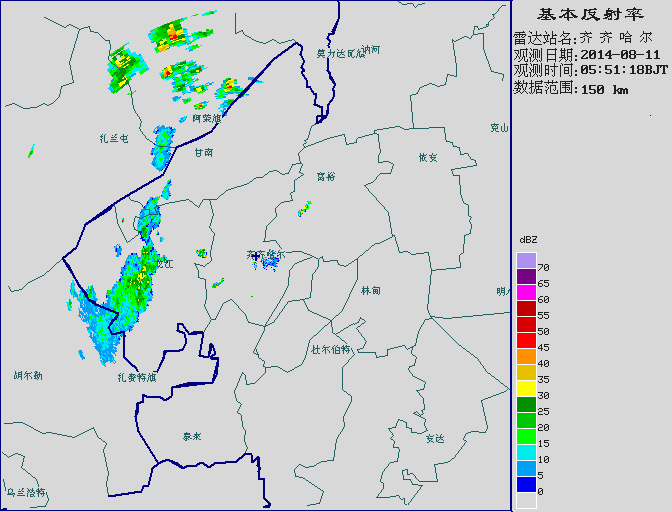 基本反射率
雷达站名: 齐 齐 哈 尔
观测日期: 2014-08-11
观测时间: 05:51:18BJT
数据范围: 150 km
莫力达瓦旗
讷河
克山
阿荣旗
扎兰屯
甘南
依安
富裕
齐齐哈尔
龙江
林甸
明
杜尔伯特
胡尔勒
扎赉特旗
泰来
安达
乌兰浩特
dBZ
70
65
60
55
50
45
40
35
30
25
20
15
10
5
0